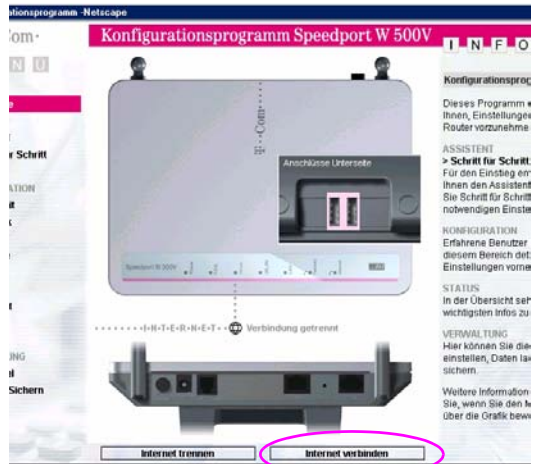 ationsprogramm -Netscape
om·
Konfigurationsprogramm Speedport W 500V
I N F O
N Ü
Konfigurationsprog
Dieses Programm
Ihnen, Einstellungen
Router vorzunehme
ASSISTENT
> Schritt für Schritt
Für den Einstieg em
Ihnen den Assistent
Sie Schritt für Schritt
notwendigen Einste
KONFIGURATION
Erfahrene Benutzer
diesem Bereich det
Einstellungen vorne
STATUS
In der Übersicht seh
wichtigsten Infos zu
VERWALTUNG
Hier können Sie die
einstellen, Daten la
sichern.
Weitere Information
Sie, wenn Sie den M
über die Grafik bew
r Schritt
ATION
NG
Sichern
T··Com·
Anschlüsse Unterseite
Speedport W 500V
I·N·T·E·R·N·E·T Verbindung getrennt
Internet trennen
Internet verbinden